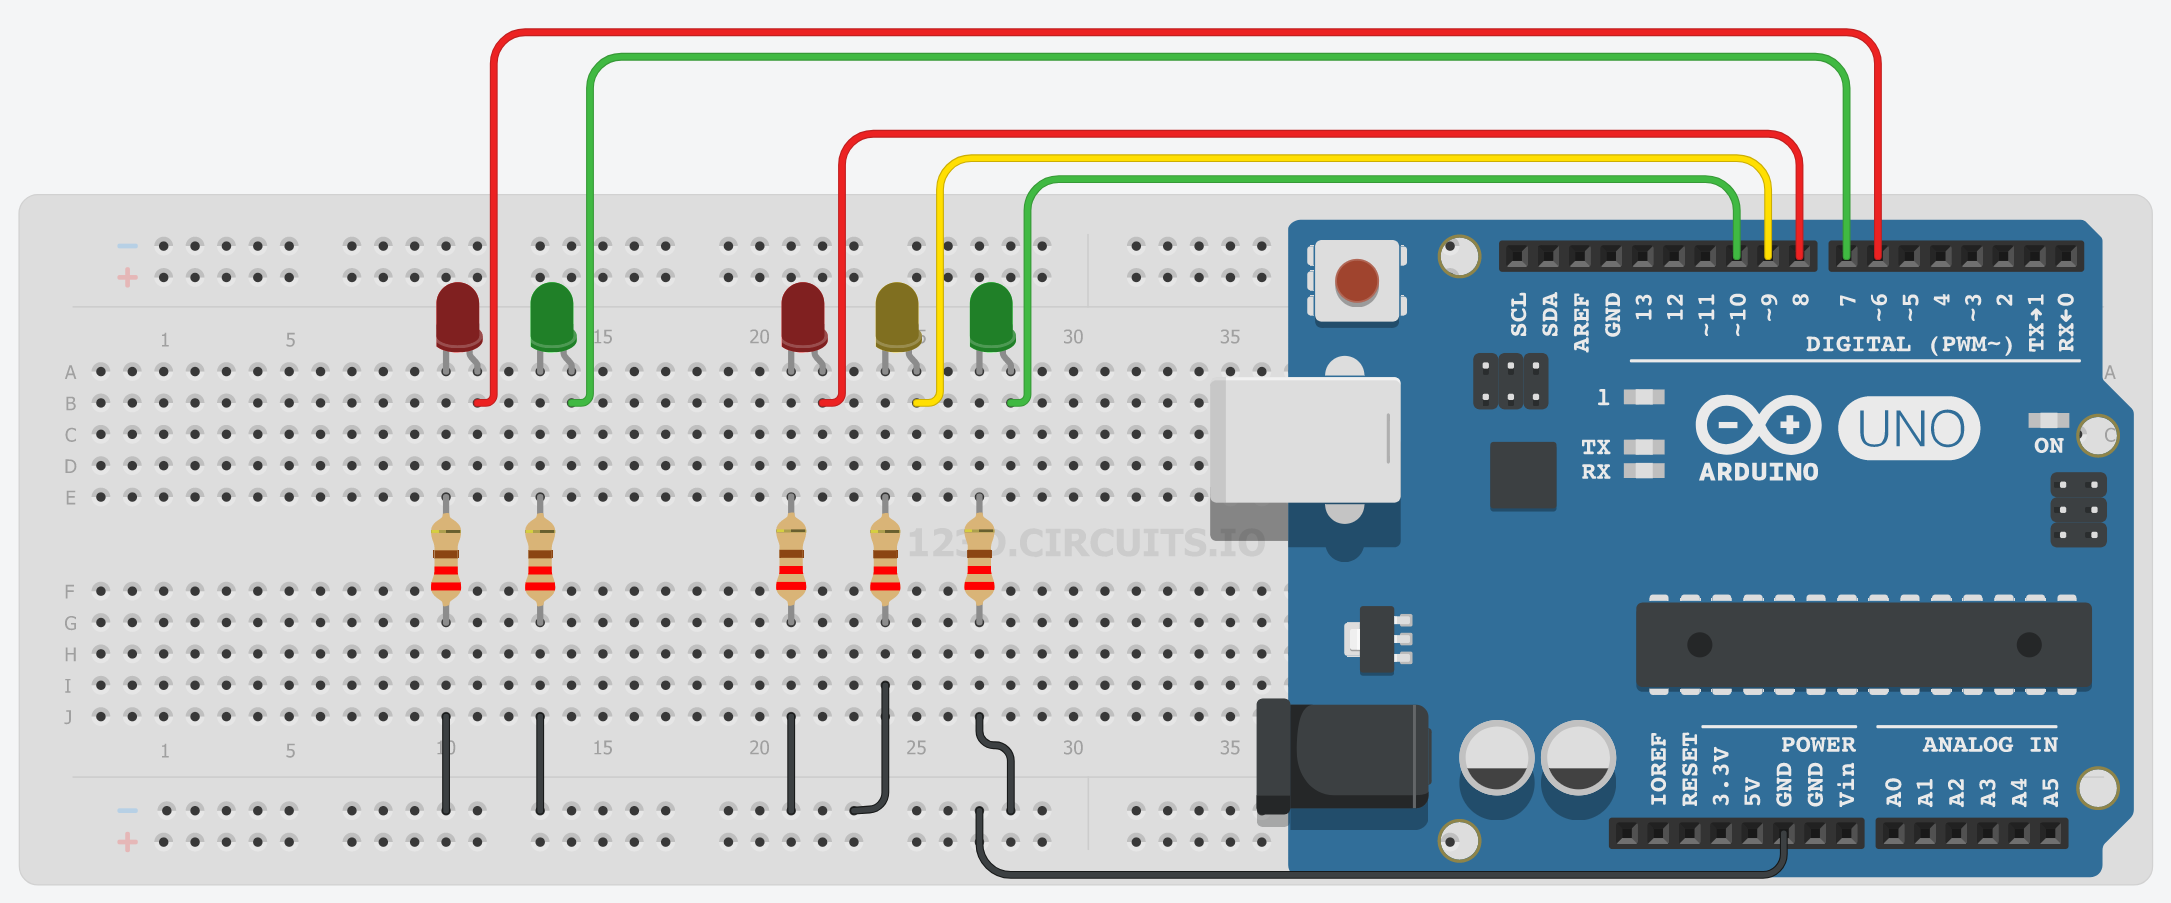 − 
+
1 5 15 20 5 30 35
A
B
C
D
E
F
G
H
I
J
1 5 10 15 20 25 30 35
−
+
123D.CIRCUITS.IO
SCL SDA AREF GND 13 12 ~11 ~10 ~9 8 7 ~6 ~5 4 ~3 2 TX→1 RX←0
DIGITAL (PWM~)
A
l
TX
RX
UNO
ARDUINO
ON
C
POWER ANALOG IN
IOREF RESET 3.3V 5V GND GND Vin A0 A1 A2 A3 A4 A5